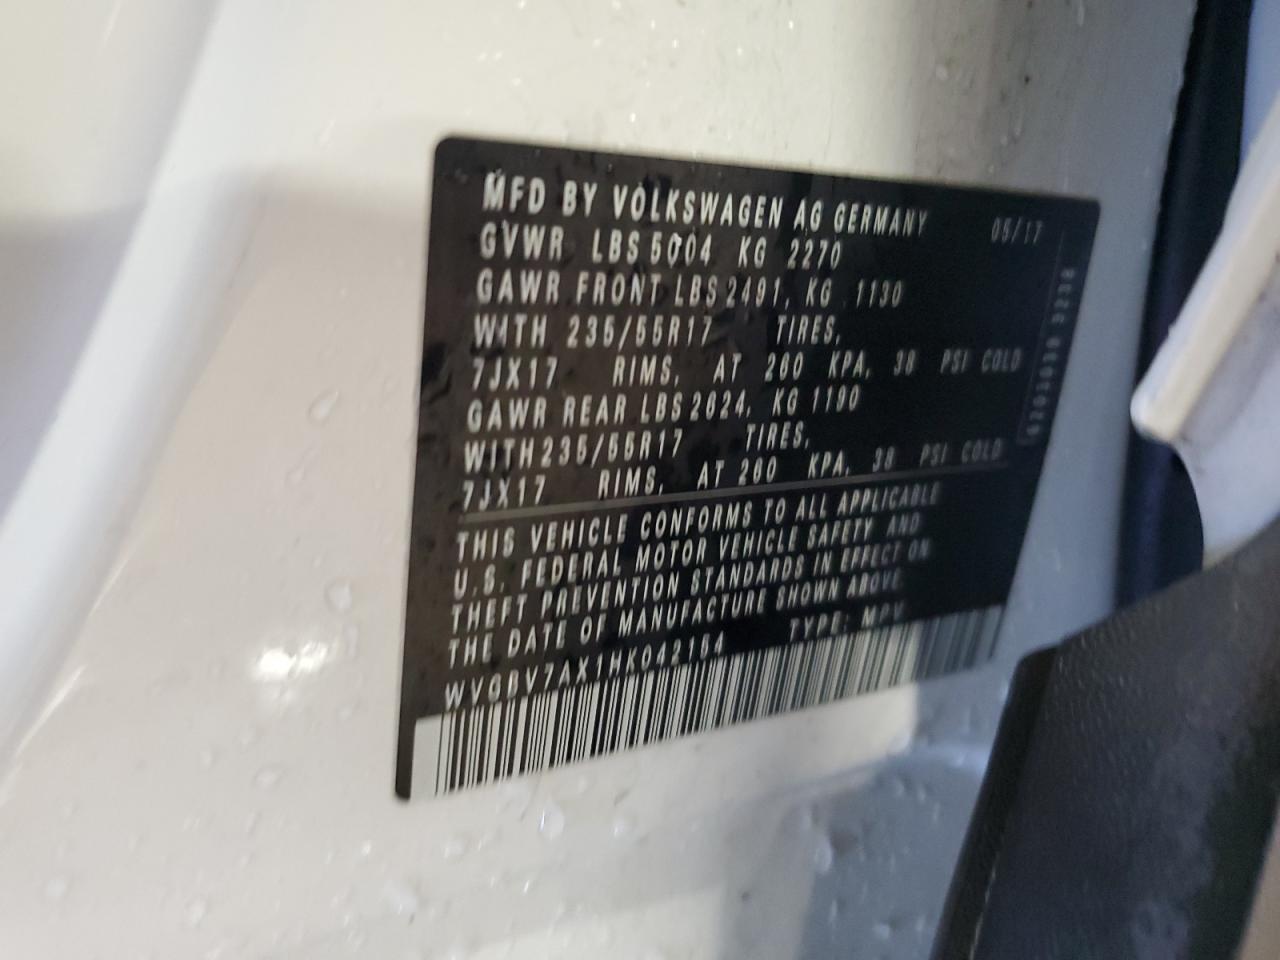 MFD BY VOLKSWAGEN AG GERMANY 05/17
GVWR LBS 5004 KG 2270
GAWR FRONT LBS 2491, KG 1130
WITH 235/55R17 TIRES,
7JX17 RIMS, AT 260 KPA, 38 PSI COLD
GAWR REAR LBS 2624, KG 1190
WITH 235/55R17 TIRES,
7JX17 RIMS, AT 260 KPA, 38 PSI COLD
THIS VEHICLE CONFORMS TO ALL APPLICABLE
U.S. FEDERAL MOTOR VEHICLE SAFETY AND
THEFT PREVENTION STANDARDS IN EFFECT ON
THE DATE OF MANUFACTURE SHOWN ABOVE.
WVGBV7AX1HK042154 TYPE: MPV